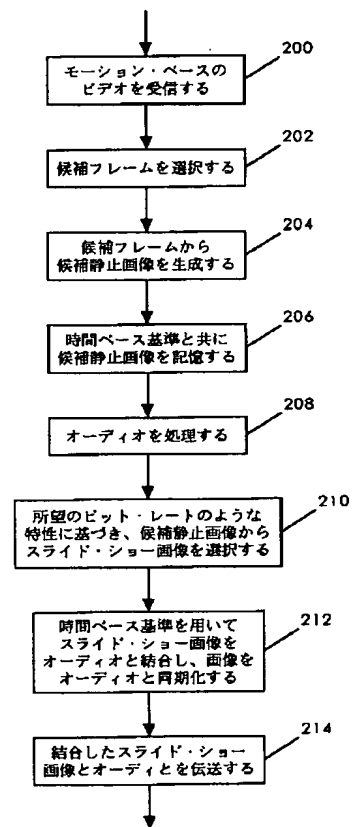 200
モーション・ベースの
ビデオを受信する
202
候補フレームを選択する
204
候補フレームから
候補静止画像を生成する
206
時間ベース基準と共に
候補静止画像を記憶する
208
オーディオを処理する
210
所望のビット・レートのような
特性に基づき、候補静止画像から
スライド・ショー画像を選択する
212
時間ベース基準を用いて
スライド・ショー画像を
オーディオと結合し、画像を
オーディオと同期化する
214
結合したスライド・ショー
画像とオーディとを伝送する